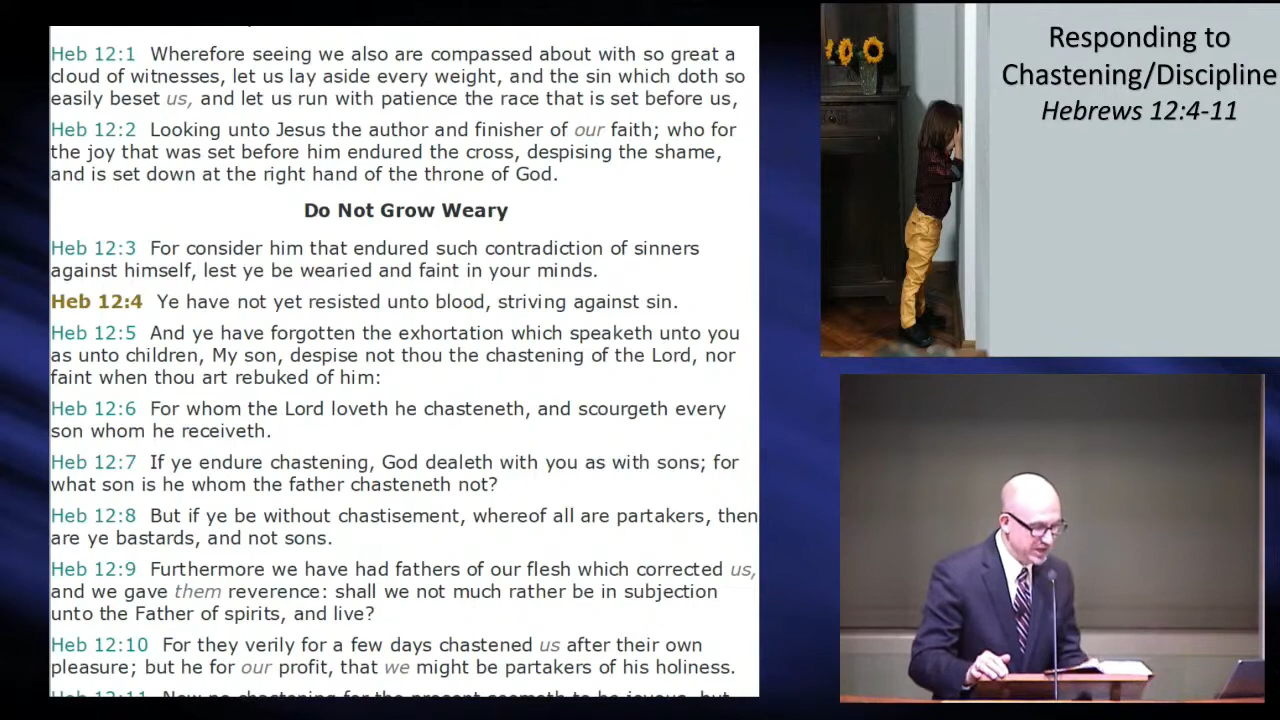 Heb 12:1 Wherefore seeing we also are compassed about with so great a
cloud of witnesses, let us lay aside every weight, and the sin which doth so
easily beset us, and let us run with patience the race that is set before us,
Heb 12:2 Looking unto Jesus the author and finisher of our faith; who for
the joy that was set before him endured the cross, despising the shame,
and is set down at the right hand of the throne of God.
Do Not Grow Weary
Heb 12:3 For consider him that endured such contradiction of sinners
against himself, lest ye be wearied and faint in your minds.
Heb 12:4 Ye have not yet resisted unto blood, striving against sin.
Heb 12:5 And ye have forgotten the exhortation which speaketh unto you
as unto children, My son, despise not thou the chastening of the Lord, nor
faint when thou art rebuked of him:
Heb 12:6 For whom the Lord loveth he chasteneth, and scourgeth every
son whom he receiveth.
Heb 12:7 If ye endure chastening, God dealeth with you as with sons; for
what son is he whom the father chasteneth not?
Heb 12:8 But if ye be without chastisement, whereof all are partakers, then
are ye bastards, and not sons.
Heb 12:9 Furthermore we have had fathers of our flesh which corrected us,
and we gave them reverence: shall we not much rather be in subjection
unto the Father of spirits, and live?
Heb 12:10 For they verily for a few days chastened us after their own
pleasure; but he for our profit, that we might be partakers of his holiness.
Heb 12:11 Now no chastening for the present seemeth to be joyous, but
Responding to
Chastening/Discipline
Hebrews 12:4-11